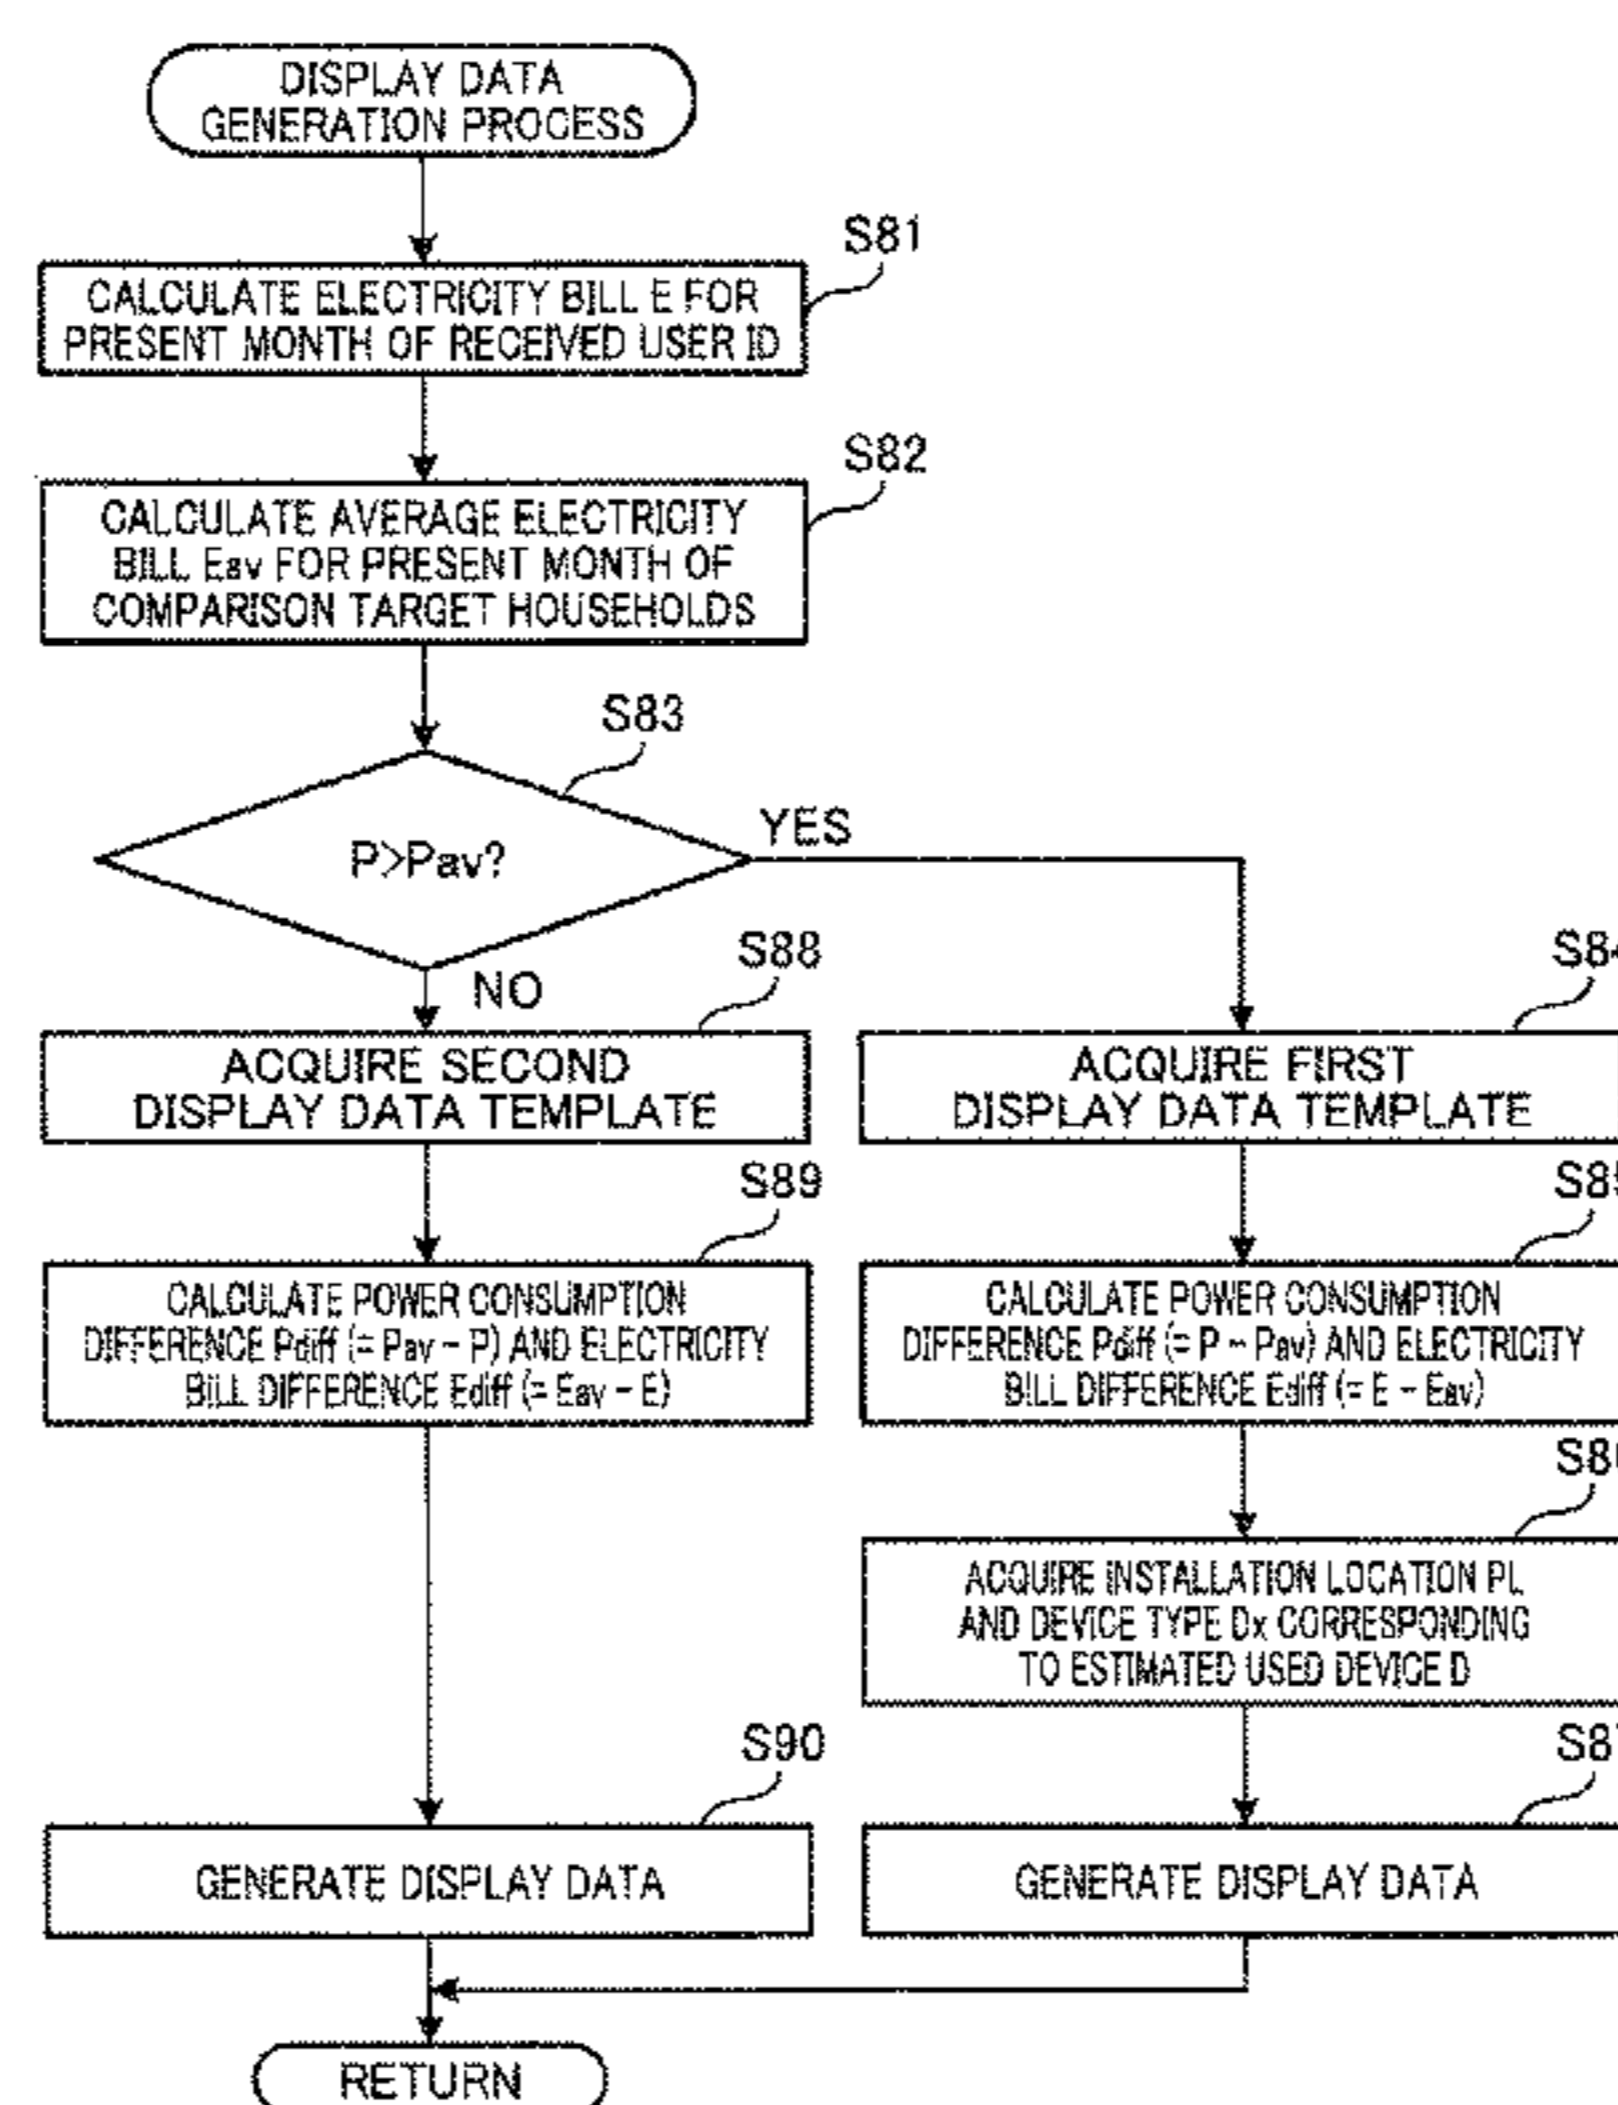 DISPLAY DATA
GENERATION PROCESS
S81
CALCULATE ELECTRICITY BILL E FOR
PRESENT MONTH OF RECEIVED USER ID
S82
CALCULATE AVERAGE ELECTRICITY
BILL Eav FOR PRESENT MONTH OF
COMPARISON TARGET HOUSEHOLDS
S83
P>Pav?
YES
NO
S88
ACQUIRE SECOND
DISPLAY DATA TEMPLATE
S89
CALCULATE POWER CONSUMPTION
DIFFERENCE Pdiff (= Pav - P) AND ELECTRICITY
BILL DIFFERENCE Ediff (= Eav - E)
S90
GENERATE DISPLAY DATA
S84
ACQUIRE FIRST
DISPLAY DATA TEMPLATE
S85
CALCULATE POWER CONSUMPTION
DIFFERENCE Pdiff (= P - Pav) AND ELECTRICITY
BILL DIFFERENCE Ediff (= E - Eav)
S86
ACQUIRE INSTALLATION LOCATION PL
AND DEVICE TYPE Dx CORRESPONDING
TO ESTIMATED USED DEVICE D
S87
GENERATE DISPLAY DATA
RETURN